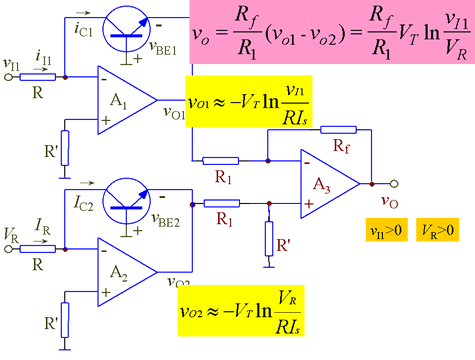 v_o = \frac{R_f}{R_1}(v_{o1} - v_{o2}) = \frac{R_f}{R_1} V_T \ln \frac{v_{I1}}{V_R}
i_{C1}
- v_{BE1} +
v_{I1} i_{I1} R
- A_1 + v_{O1}
v_{O1} ≈ -V_T \ln \frac{v_{I1}}{RI_s}
R'
R_1 R_f
- A_3 + v_O
I_{C2}
- v_{BE2} +
R_1 R'
V_R I_R R
- A_2 + v_{O2}
v_{I1}>0 V_R>0
R'
v_{O2} ≈ -V_T \ln \frac{V_R}{RI_s}